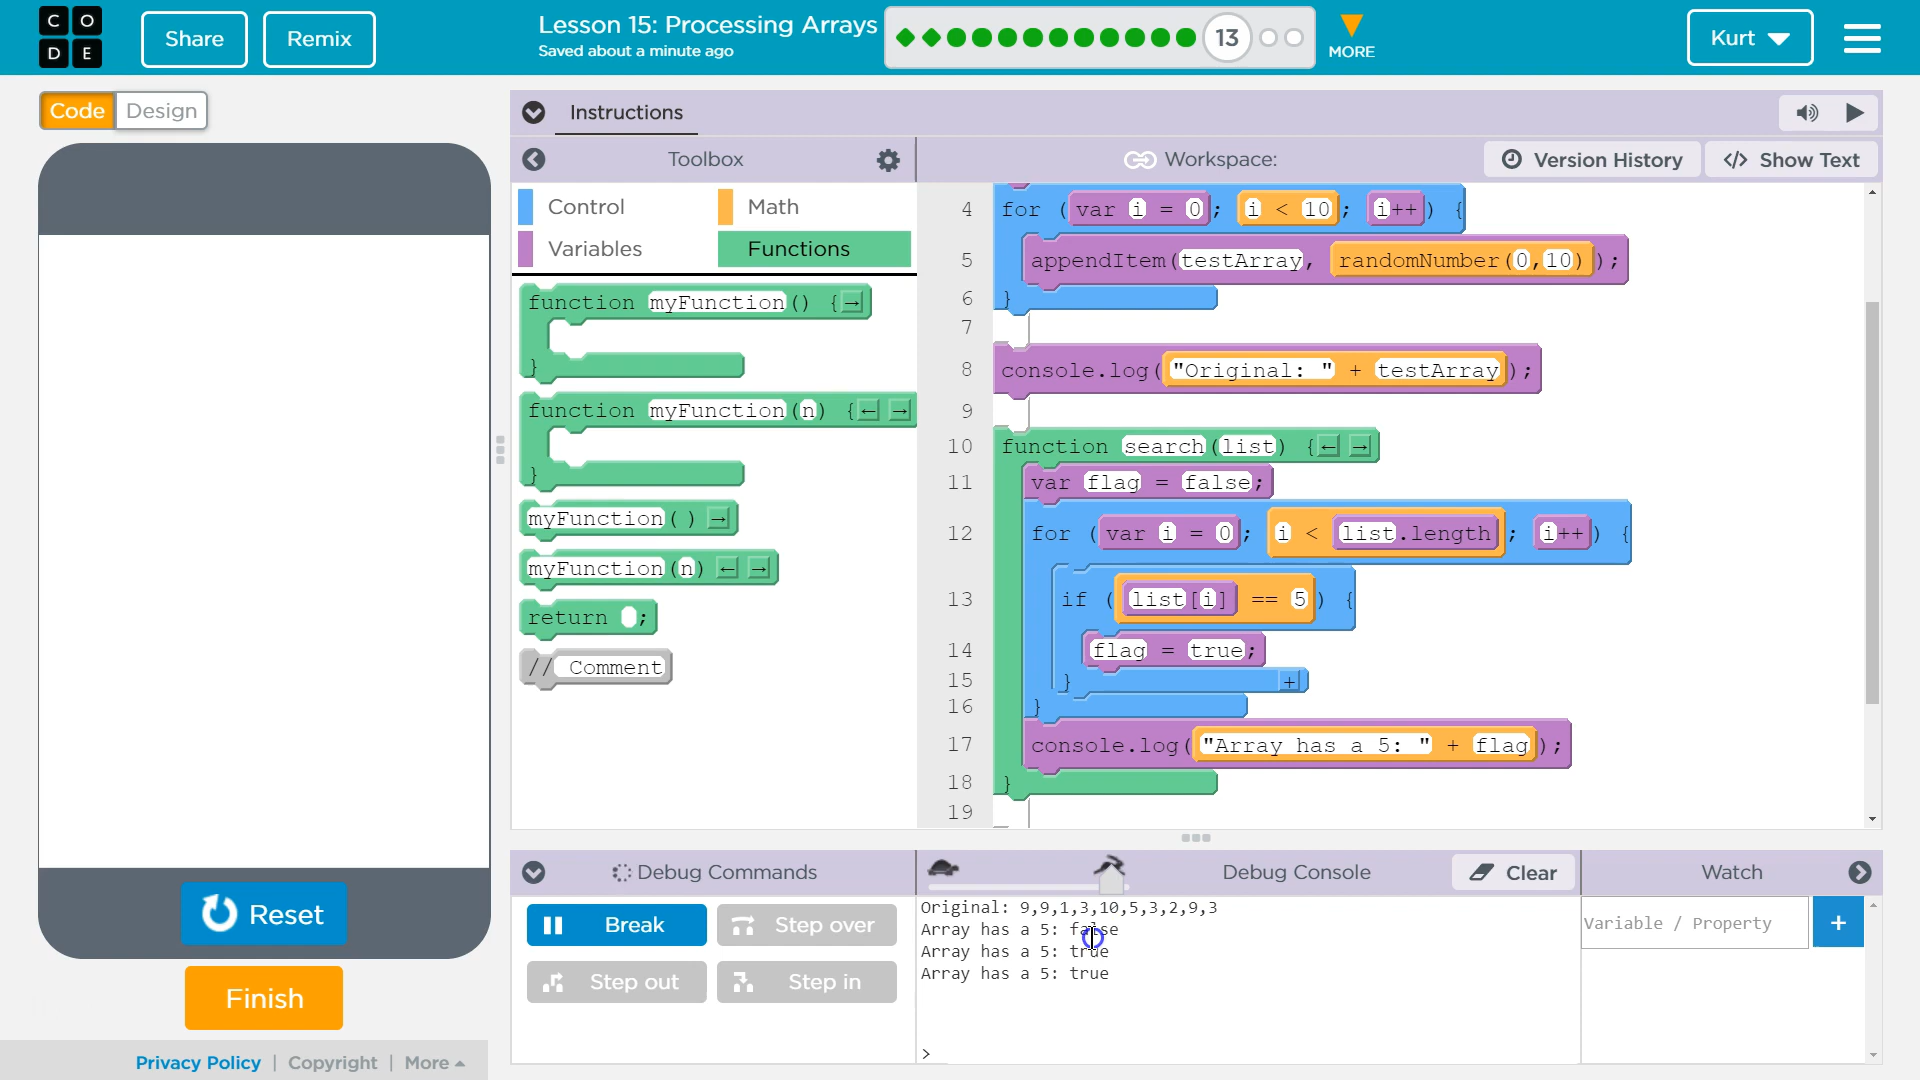 C O
D E
Share
Remix
Lesson 15: Processing Arrays
Saved about a minute ago
13
MORE
Kurt
Code
Design
Instructions
Toolbox
Workspace:
Version History
</> Show Text
Control
Math
Variables
Functions
function myFunction() {→
}
function myFunction(n) {← →
}
myFunction() →
myFunction(n) ← →
return ;
// Comment
4 for (var i = 0; i < 10; i++) {
5 appendItem(testArray, randomNumber(0,10));
6 }
7
8 console.log("Original: " + testArray);
9
10 function search(list) {← →
11 var flag = false;
12 for (var i = 0; i < list.length; i++) {
13 if (list[i] == 5) {
14 flag = true;
15 } +
16 }
17 console.log("Array has a 5: " + flag);
18 }
19
Debug Commands
Debug Console
Clear
Watch
Break
Step over
Step out
Step in
Original: 9,9,1,3,10,5,3,2,9,3
Array has a 5: false
Array has a 5: true
Array has a 5: true
>
Variable / Property
+
Reset
Finish
Privacy Policy | Copyright | More